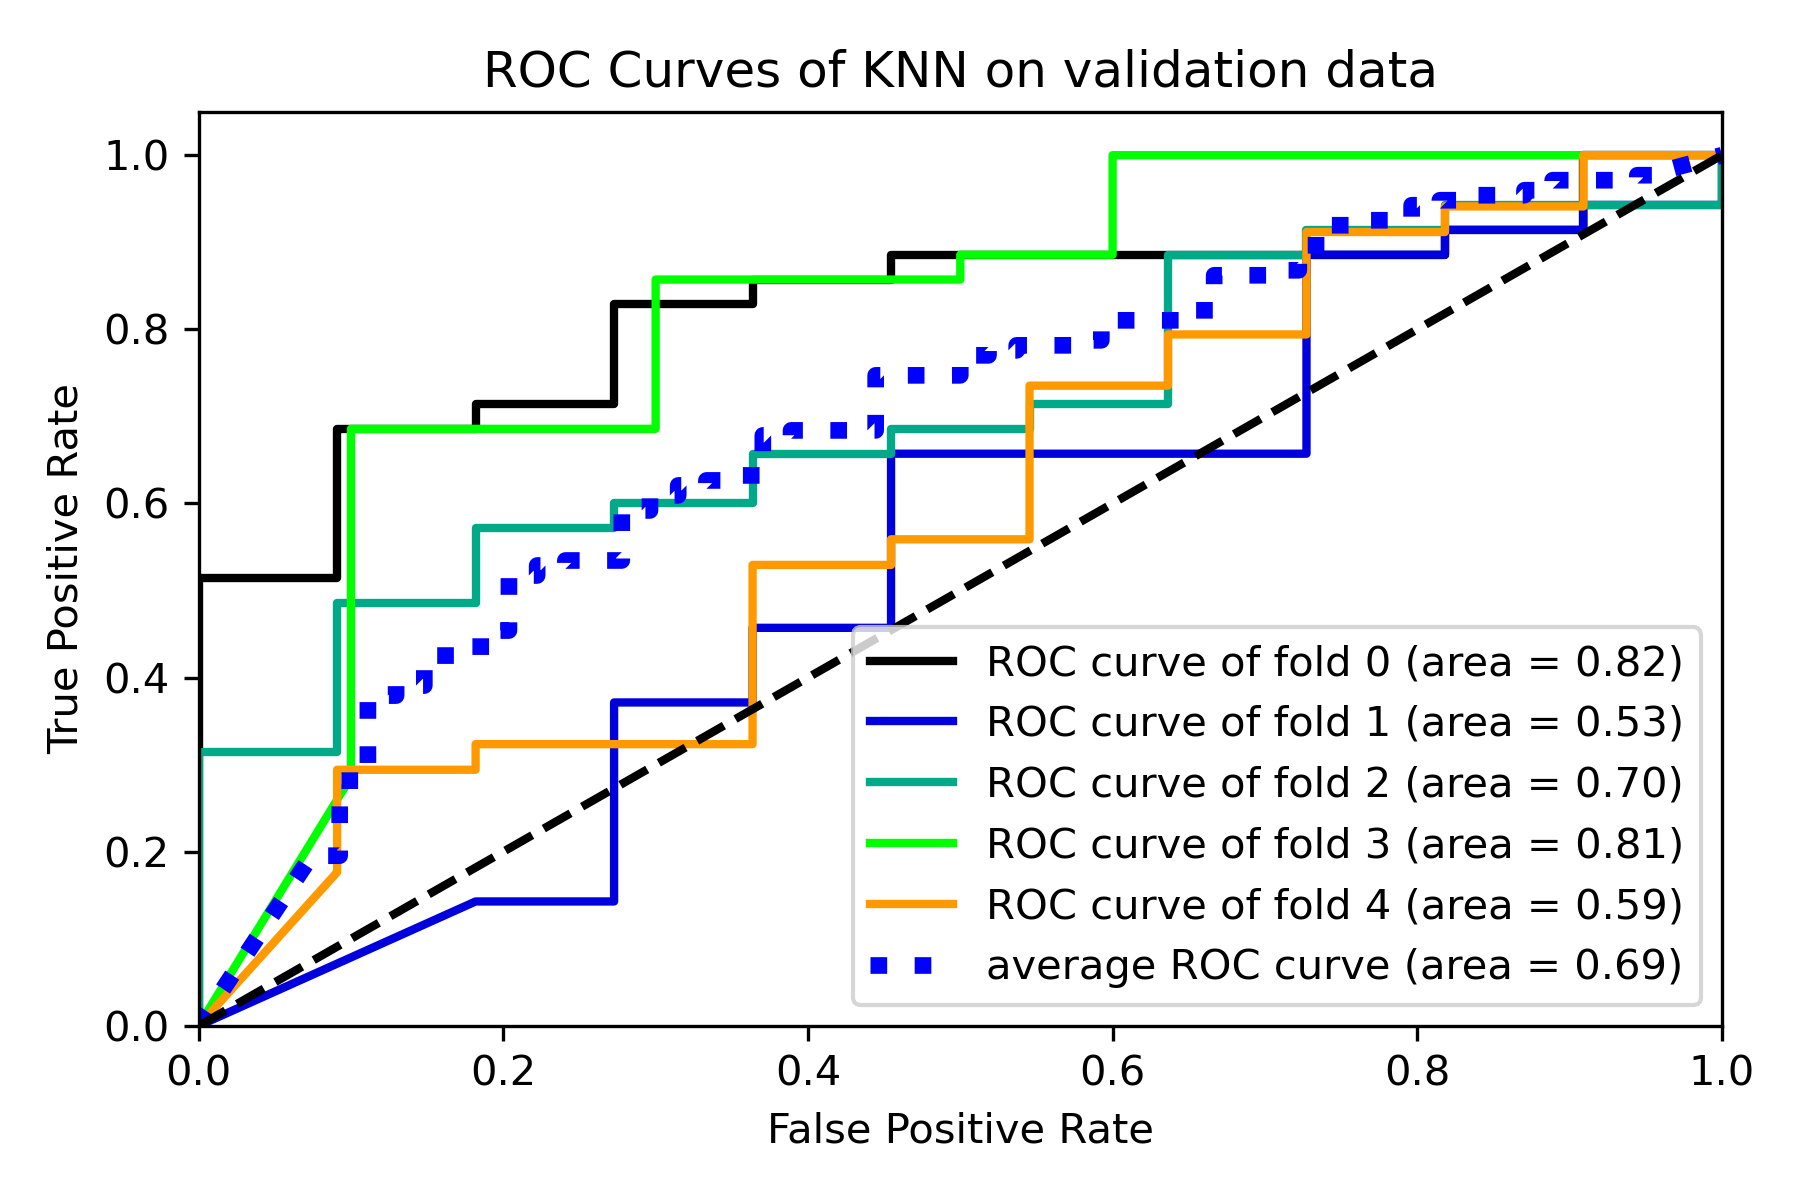 ROC Curves of KNN on validation data
1.0
0.8
0.6
0.4
0.2
0.0
True Positive Rate
0.0 0.2 0.4 0.6 0.8 1.0
False Positive Rate
ROC curve of fold 0 (area = 0.82)
ROC curve of fold 1 (area = 0.53)
ROC curve of fold 2 (area = 0.70)
ROC curve of fold 3 (area = 0.81)
ROC curve of fold 4 (area = 0.59)
average ROC curve (area = 0.69)